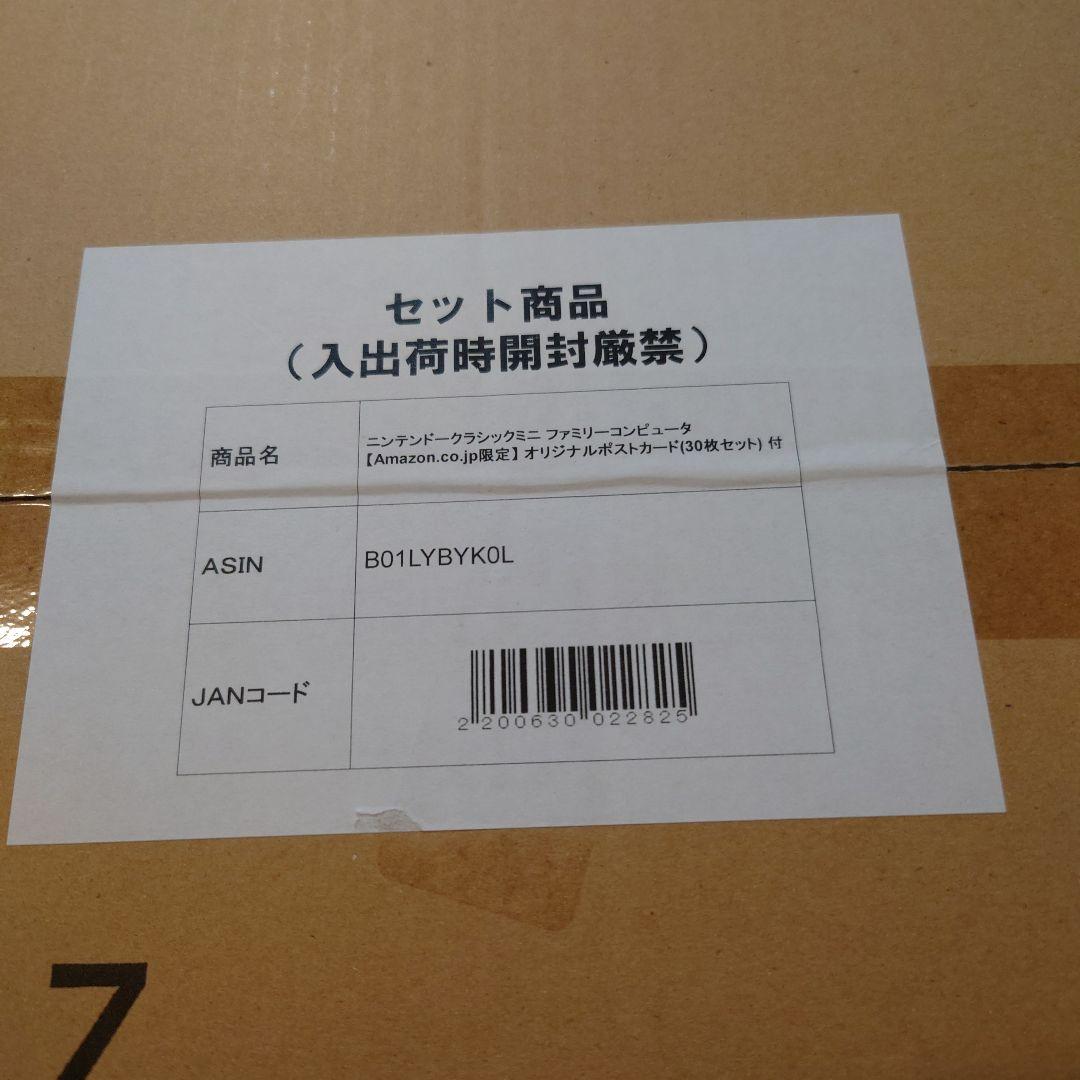 セット商品
（入出荷時開封厳禁）
商品名
ニンテンドークラシックミニ ファミリーコンピュータ
【Amazon.co.jp限定】 オリジナルポストカード(30枚セット) 付
ASIN
B01LYBYK0L
JANコード
2 200630 022825
7